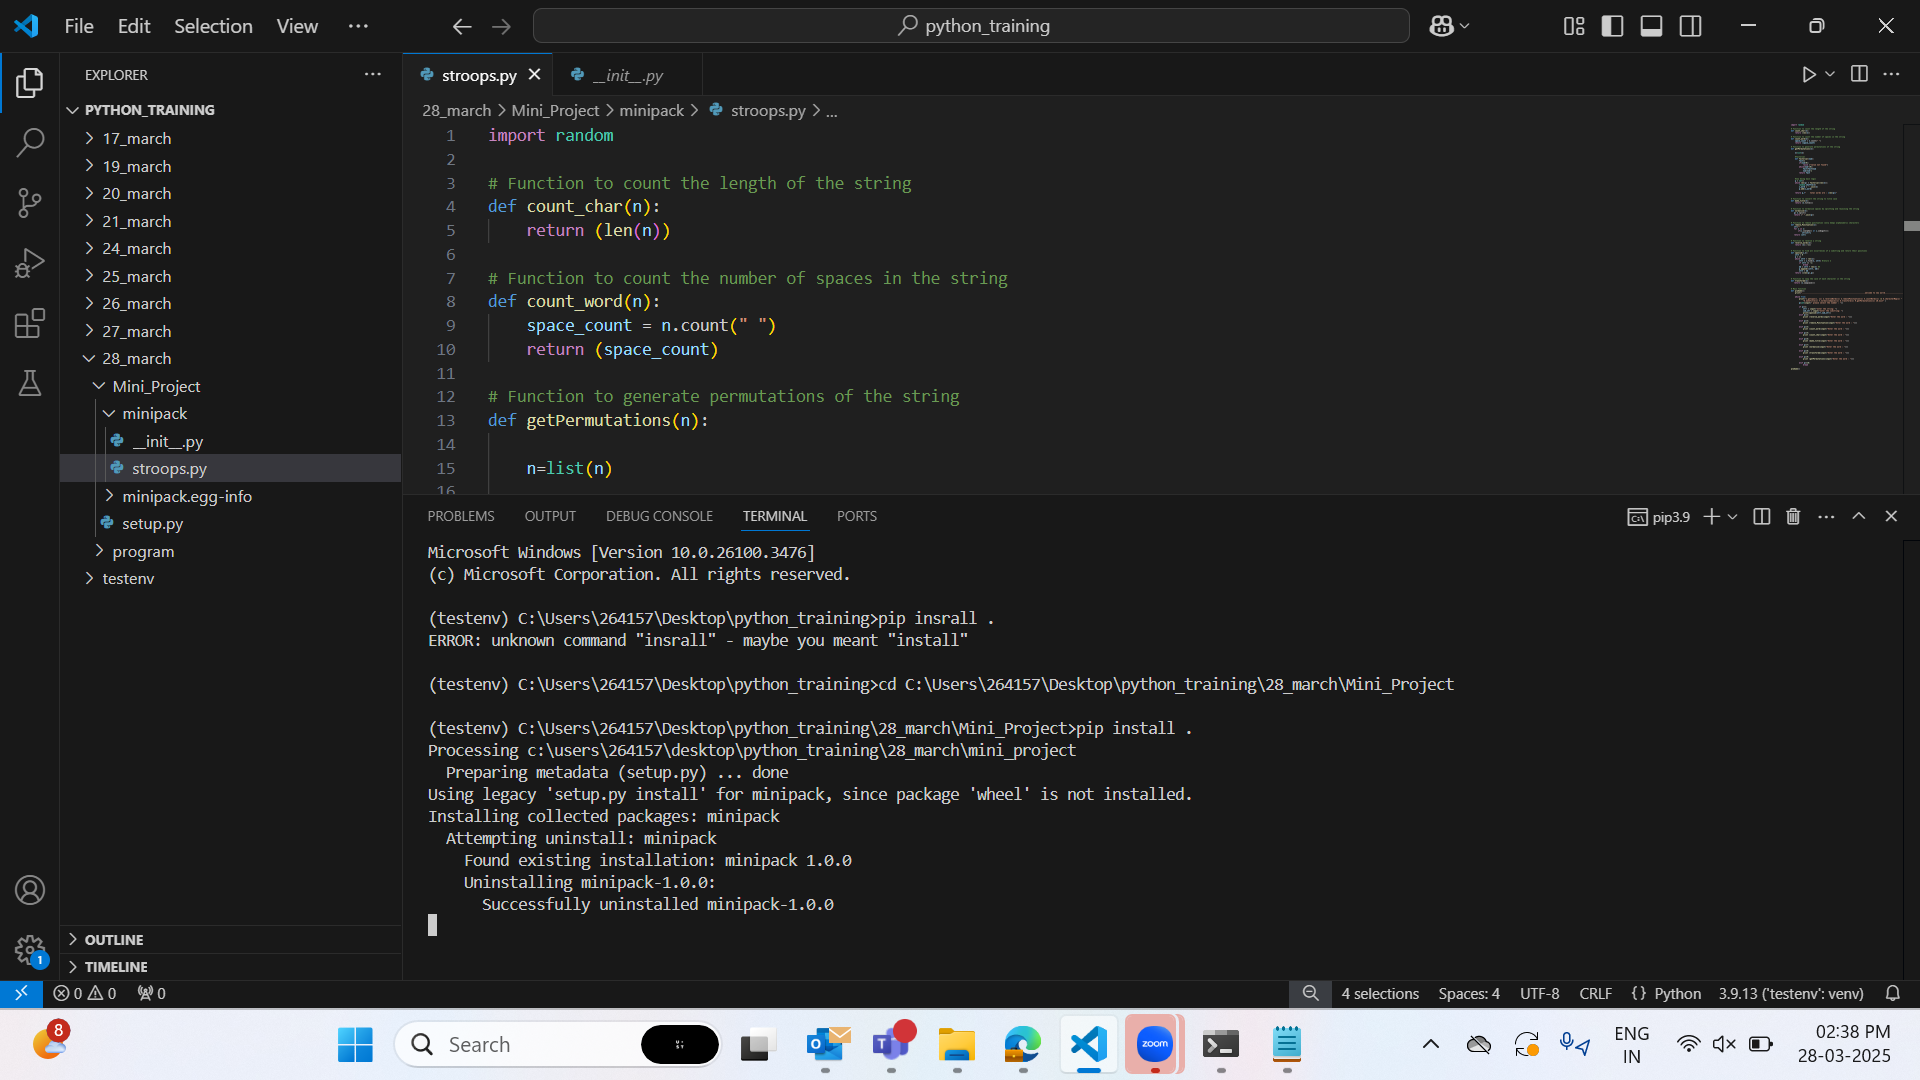 File Edit Selection View ···
python_training
EXPLORER
PYTHON_TRAINING
17_march
19_march
20_march
21_march
24_march
25_march
26_march
27_march
28_march
Mini_Project
minipack
__init__.py
stroops.py
minipack.egg-info
setup.py
program
testenv
OUTLINE
TIMELINE
stroops.py
__init__.py
28_march > Mini_Project > minipack > stroops.py > ...
1 import random
2
3 # Function to count the length of the string
4 def count_char(n):
5 return (len(n))
6
7 # Function to count the number of spaces in the string
8 def count_word(n):
9 space_count = n.count(" ")
10 return (space_count)
11
12 # Function to generate permutations of the string
13 def getPermutations(n):
14
15 n=list(n)
16
PROBLEMS OUTPUT DEBUG CONSOLE TERMINAL PORTS
pip3.9
Microsoft Windows [Version 10.0.26100.3476]
(c) Microsoft Corporation. All rights reserved.
(testenv) C:\Users\264157\Desktop\python_training>pip insrall .
ERROR: unknown command "insrall" - maybe you meant "install"
(testenv) C:\Users\264157\Desktop\python_training>cd C:\Users\264157\Desktop\python_training\28_march\Mini_Project
(testenv) C:\Users\264157\Desktop\python_training\28_march\Mini_Project>pip install .
Processing c:\users\264157\desktop\python_training\28_march\mini_project
Preparing metadata (setup.py) ... done
Using legacy 'setup.py install' for minipack, since package 'wheel' is not installed.
Installing collected packages: minipack
Attempting uninstall: minipack
Found existing installation: minipack 1.0.0
Uninstalling minipack-1.0.0:
Successfully uninstalled minipack-1.0.0
1
0 0 0
4 selections Spaces: 4 UTF-8 CRLF {} Python 3.9.13 ('testenv': venv)
8
Search
zoom
ENG
IN
02:38 PM
28-03-2025